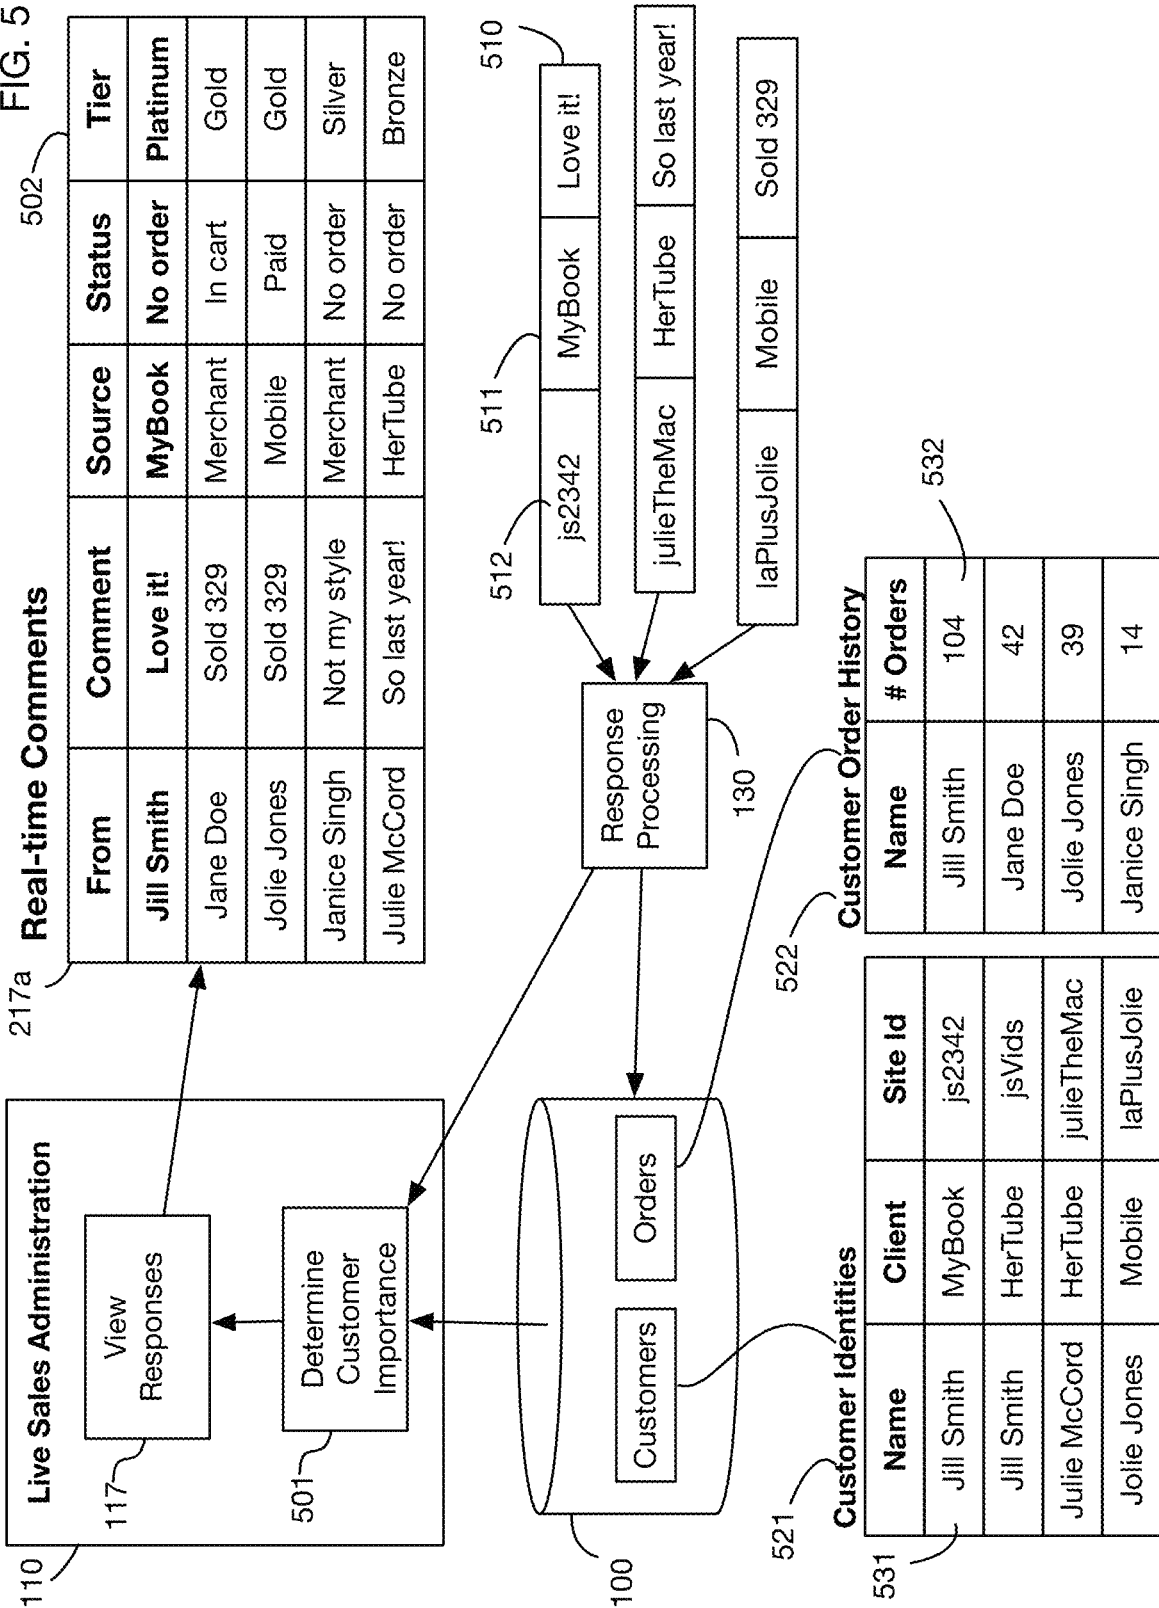 FIG. 5
110
Live Sales Administration
117
View
Responses
501
Determine
Customer
Importance
217a
Real-time Comments
502
From Comment Source Status Tier
Jill Smith Love it! MyBook No order Platinum
Jane Doe Sold 329 Merchant In cart Gold
Jolie Jones Sold 329 Mobile Paid Gold
Janice Singh Not my style Merchant No order Silver
Julie McCord So last year! HerTube No order Bronze
100
Customers
Orders
Response
Processing
130
512
511
510
js2342 MyBook Love it!
julieTheMac HerTube So last year!
laPlusJolie Mobile Sold 329
521
Customer Identities
Name Client Site Id
531
Jill Smith MyBook js2342
Jill Smith HerTube jsVids
Julie McCord HerTube julieTheMac
Jolie Jones Mobile laPlusJolie
522
Customer Order History
532
Name # Orders
Jill Smith 104
Jane Doe 42
Jolie Jones 39
Janice Singh 14